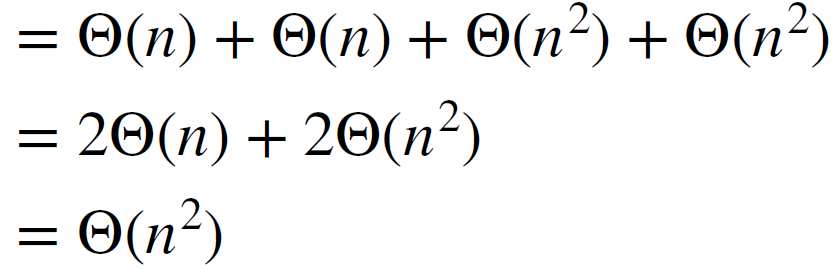 = Θ(n) + Θ(n) + Θ(n²) + Θ(n²)
= 2Θ(n) + 2Θ(n²)
= Θ(n²)